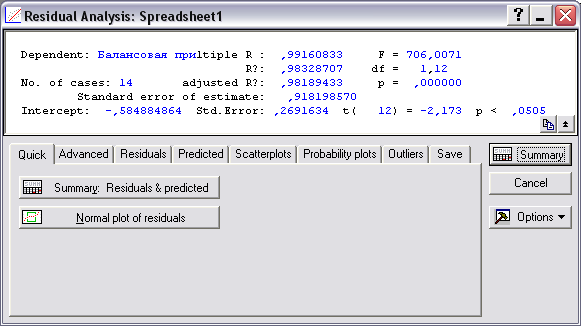 Residual Analysis: Spreadsheet1
Dependent: Балансовая приltiple R : ,99160833 F = 706,0071
R?: ,98328707 df = 1,12
No. of cases: 14 adjusted R?: ,98189433 p = ,000000
Standard error of estimate: ,918198570
Intercept: -,584884864 Std.Error: ,2691634 t( 12) = -2,173 p < ,0505
Quick Advanced Residuals Predicted Scatterplots Probability plots Outliers Save
Summary
Summary: Residuals & predicted
Cancel
Normal plot of residuals
Options